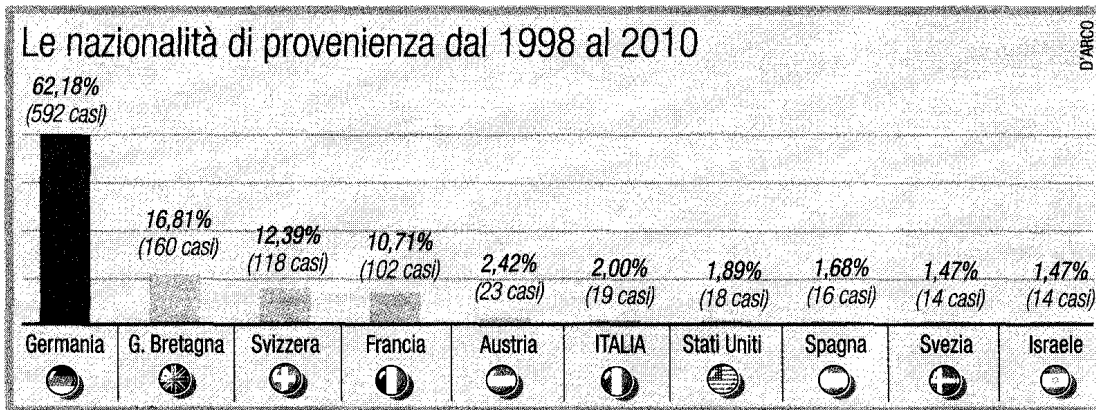 Le nazionalità di provenienza dal 1998 al 2010
D'ARCO
62,18%
(592 casi)
16,81%
(160 casi)
12,39%
(118 casi)
10,71%
(102 casi)
2,42%
(23 casi)
2,00%
(19 casi)
1,89%
(18 casi)
1,68%
(16 casi)
1,47%
(14 casi)
1,47%
(14 casi)
Germania G. Bretagna Svizzera Francia Austria ITALIA Stati Uniti Spagna Svezia Israele